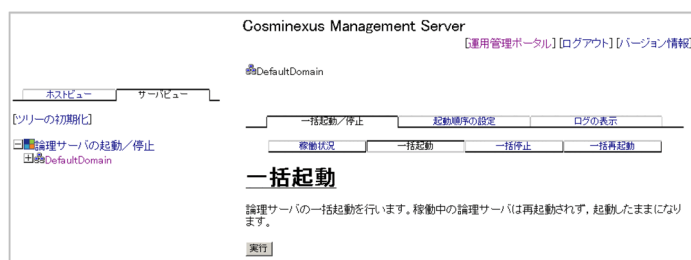 Cosminexus Management Server
[運用管理ポータル] [ログアウト] [バージョン情報]
DefaultDomain
ホストビュー サーバビュー
[ツリーの初期化]
論理サーバの起動/停止
DefaultDomain
一括起動/停止 起動順序の設定 ログの表示
稼働状況 一括起動 一括停止 一括再起動
一括起動
論理サーバの一括起動を行います。稼働中の論理サーバは再起動されず，起動したままになり
ます。
実行